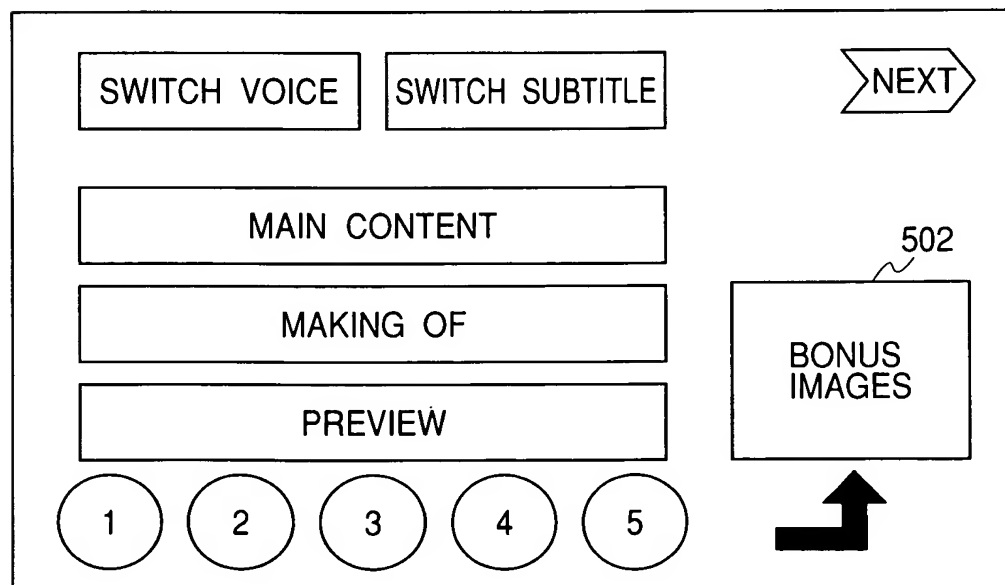 SWITCH VOICE
SWITCH SUBTITLE
NEXT
MAIN CONTENT
MAKING OF
PREVIEW
502
BONUS
IMAGES
1
2
3
4
5